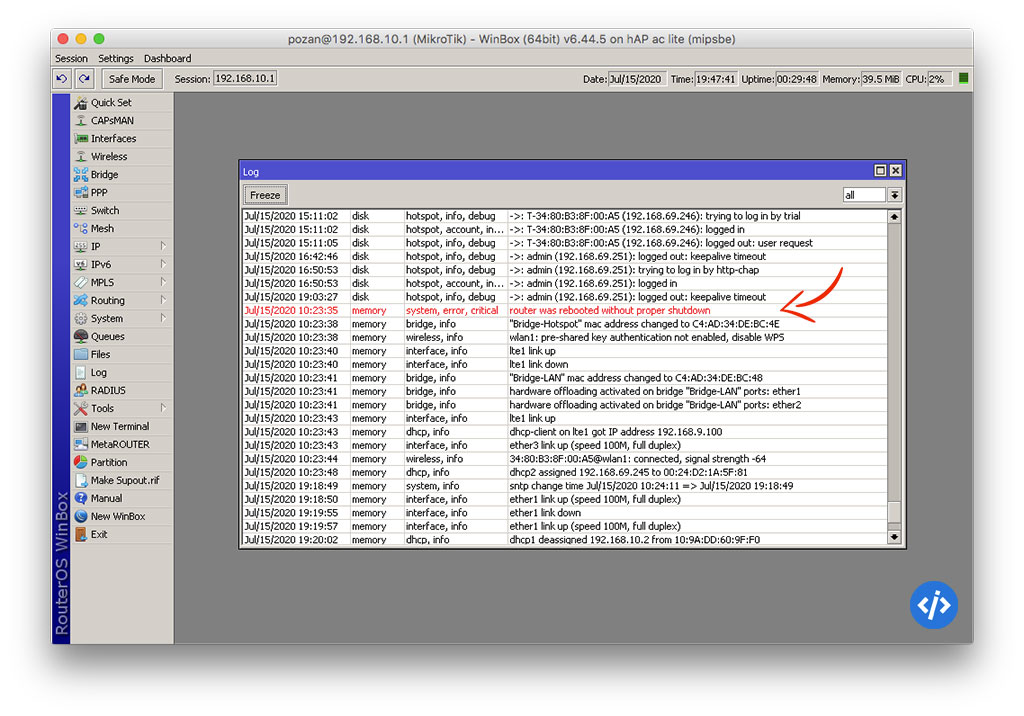 pozan@192.168.10.1 (MikroTik) - WinBox (64bit) v6.44.5 on hAP ac lite (mipsbe)
Session Settings Dashboard
Safe Mode Session: 192.168.10.1 Date: Jul/15/2020 Time: 19:47:41 Uptime: 00:29:48 Memory: 39.5 MiB CPU: 2%
Quick Set
CAPsMAN
Interfaces
Wireless
Bridge
PPP
Switch
Mesh
IP
IPv6
MPLS
Routing
System
Queues
Files
Log
RADIUS
Tools
New Terminal
MetaROUTER
Partition
Make Supout.rif
Manual
New WinBox
Exit
RouterOS WinBox
Log
Freeze all
Jul/15/2020 15:11:02 disk hotspot, info, debug ->: T-34:80:B3:8F:00:A5 (192.168.69.246): trying to log in by trial
Jul/15/2020 15:11:02 disk hotspot, account, in... ->: T-34:80:B3:8F:00:A5 (192.168.69.246): logged in
Jul/15/2020 15:11:05 disk hotspot, info, debug ->: T-34:80:B3:8F:00:A5 (192.168.69.246): logged out: user request
Jul/15/2020 16:42:46 disk hotspot, info, debug ->: admin (192.168.69.251): logged out: keepalive timeout
Jul/15/2020 16:50:53 disk hotspot, info, debug ->: admin (192.168.69.251): trying to log in by http-chap
Jul/15/2020 16:50:53 disk hotspot, account, in... ->: admin (192.168.69.251): logged in
Jul/15/2020 19:03:27 disk hotspot, info, debug ->: admin (192.168.69.251): logged out: keepalive timeout
Jul/15/2020 10:23:35 memory system, error, critical router was rebooted without proper shutdown
Jul/15/2020 10:23:38 memory bridge, info "Bridge-Hotspot" mac address changed to C4:AD:34:DE:BC:4E
Jul/15/2020 10:23:38 memory wireless, info wlan1: pre-shared key authentication not enabled, disable WPS
Jul/15/2020 10:23:40 memory interface, info lte1 link up
Jul/15/2020 10:23:40 memory interface, info lte1 link down
Jul/15/2020 10:23:41 memory bridge, info "Bridge-LAN" mac address changed to C4:AD:34:DE:BC:48
Jul/15/2020 10:23:41 memory bridge, info hardware offloading activated on bridge "Bridge-LAN" ports: ether1
Jul/15/2020 10:23:41 memory bridge, info hardware offloading activated on bridge "Bridge-LAN" ports: ether2
Jul/15/2020 10:23:43 memory interface, info lte1 link up
Jul/15/2020 10:23:43 memory dhcp, info dhcp-client on lte1 got IP address 192.168.9.100
Jul/15/2020 10:23:43 memory interface, info ether3 link up (speed 100M, full duplex)
Jul/15/2020 10:23:44 memory wireless, info 34:80:B3:8F:00:A5@wlan1: connected, signal strength -64
Jul/15/2020 10:23:48 memory dhcp, info dhcp2 assigned 192.168.69.245 to 00:24:D2:1A:5F:81
Jul/15/2020 19:18:49 memory system, info sntp change time Jul/15/2020 10:24:11 => Jul/15/2020 19:18:49
Jul/15/2020 19:18:50 memory interface, info ether1 link up (speed 100M, full duplex)
Jul/15/2020 19:19:55 memory interface, info ether1 link down
Jul/15/2020 19:19:57 memory interface, info ether1 link up (speed 100M, full duplex)
Jul/15/2020 19:20:02 memory dhcp, info dhcp1 deassigned 192.168.10.2 from 10:9A:DD:60:9F:F0